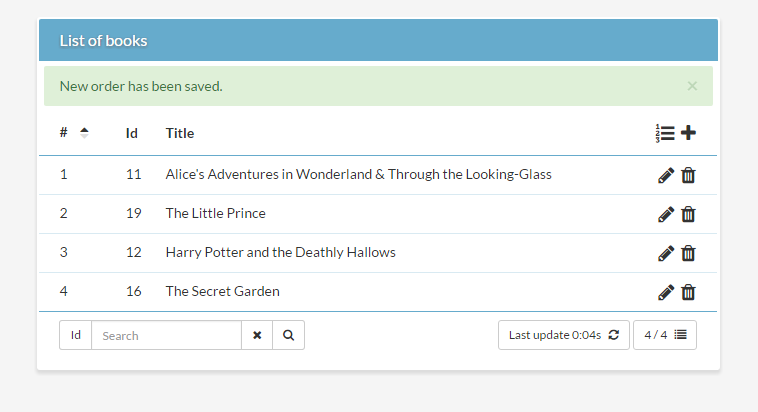 List of books
New order has been saved. ×
# Id Title
1 11 Alice's Adventures in Wonderland & Through the Looking-Glass
2 19 The Little Prince
3 12 Harry Potter and the Deathly Hallows
4 16 The Secret Garden
Id Search Last update 0:04s 4 / 4